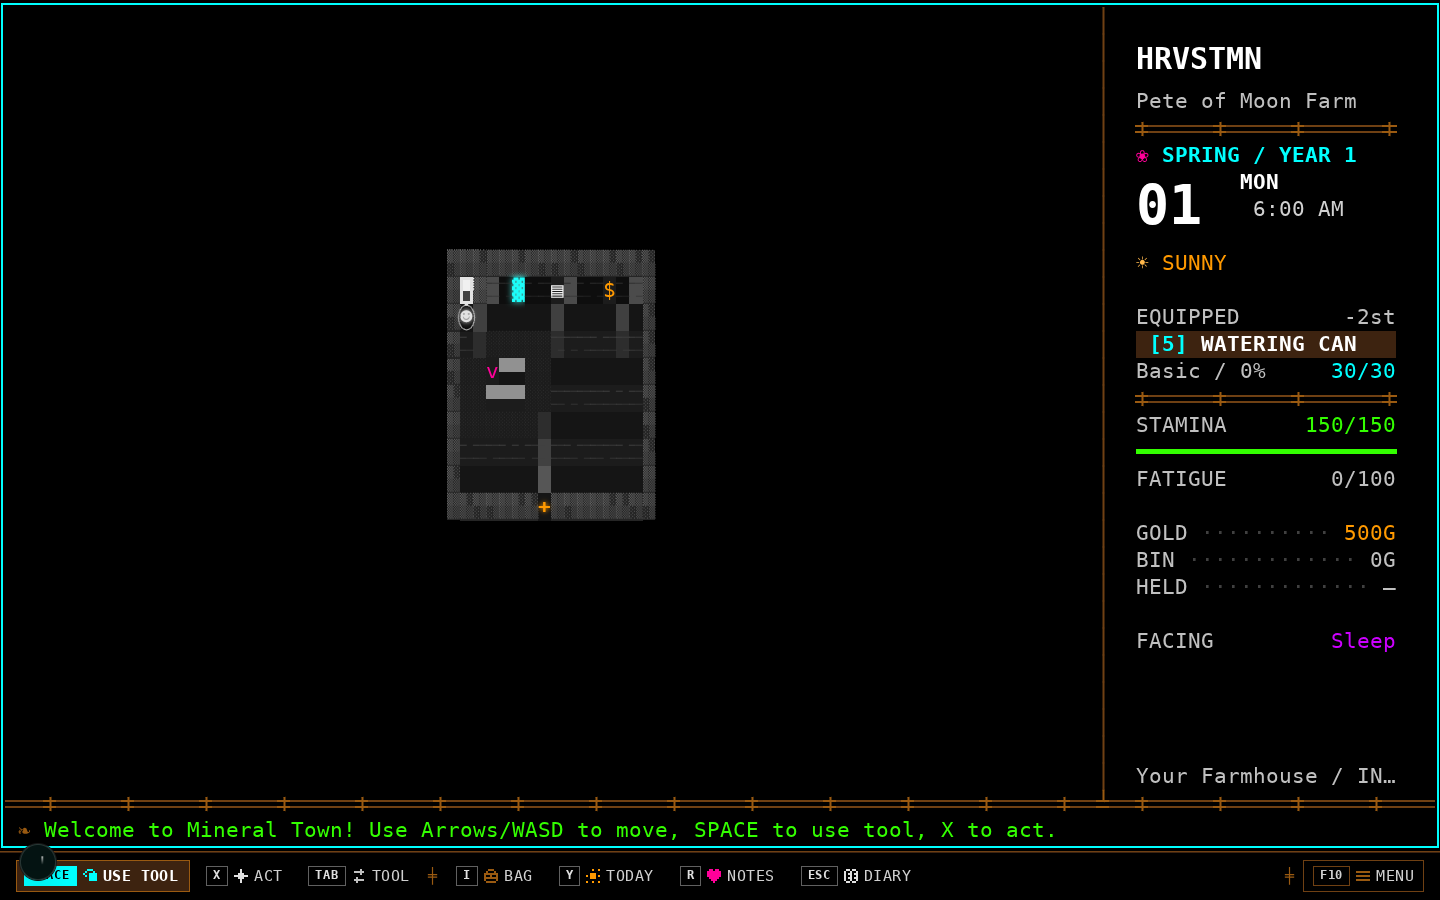 HRVSTMN
Pete of Moon Farm
SPRING / YEAR 1
01 MON
6:00 AM
SUNNY
EQUIPPED -2st
[5] WATERING CAN
Basic / 0% 30/30
STAMINA 150/150
FATIGUE 0/100
GOLD ·········· 500G
BIN ············· 0G
HELD ············· —
FACING Sleep
Your Farmhouse / IN…
$
v
+
Welcome to Mineral Town! Use Arrows/WASD to move, SPACE to use tool, X to act.
USE TOOL X ACT TAB TOOL I BAG Y TODAY R NOTES ESC DIARY F10 MENU